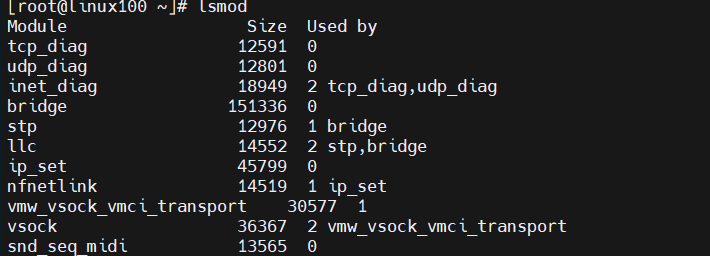 [root@linux100 ~]# lsmod
Module                  Size  Used by
tcp_diag               12591  0
udp_diag               12801  0
inet_diag              18949  2 tcp_diag,udp_diag
bridge                151336  0
stp                    12976  1 bridge
llc                    14552  2 stp,bridge
ip_set                 45799  0
nfnetlink              14519  1 ip_set
vmw_vsock_vmci_transport    30577  1
vsock                  36367  2 vmw_vsock_vmci_transport
snd_seq_midi           13565  0